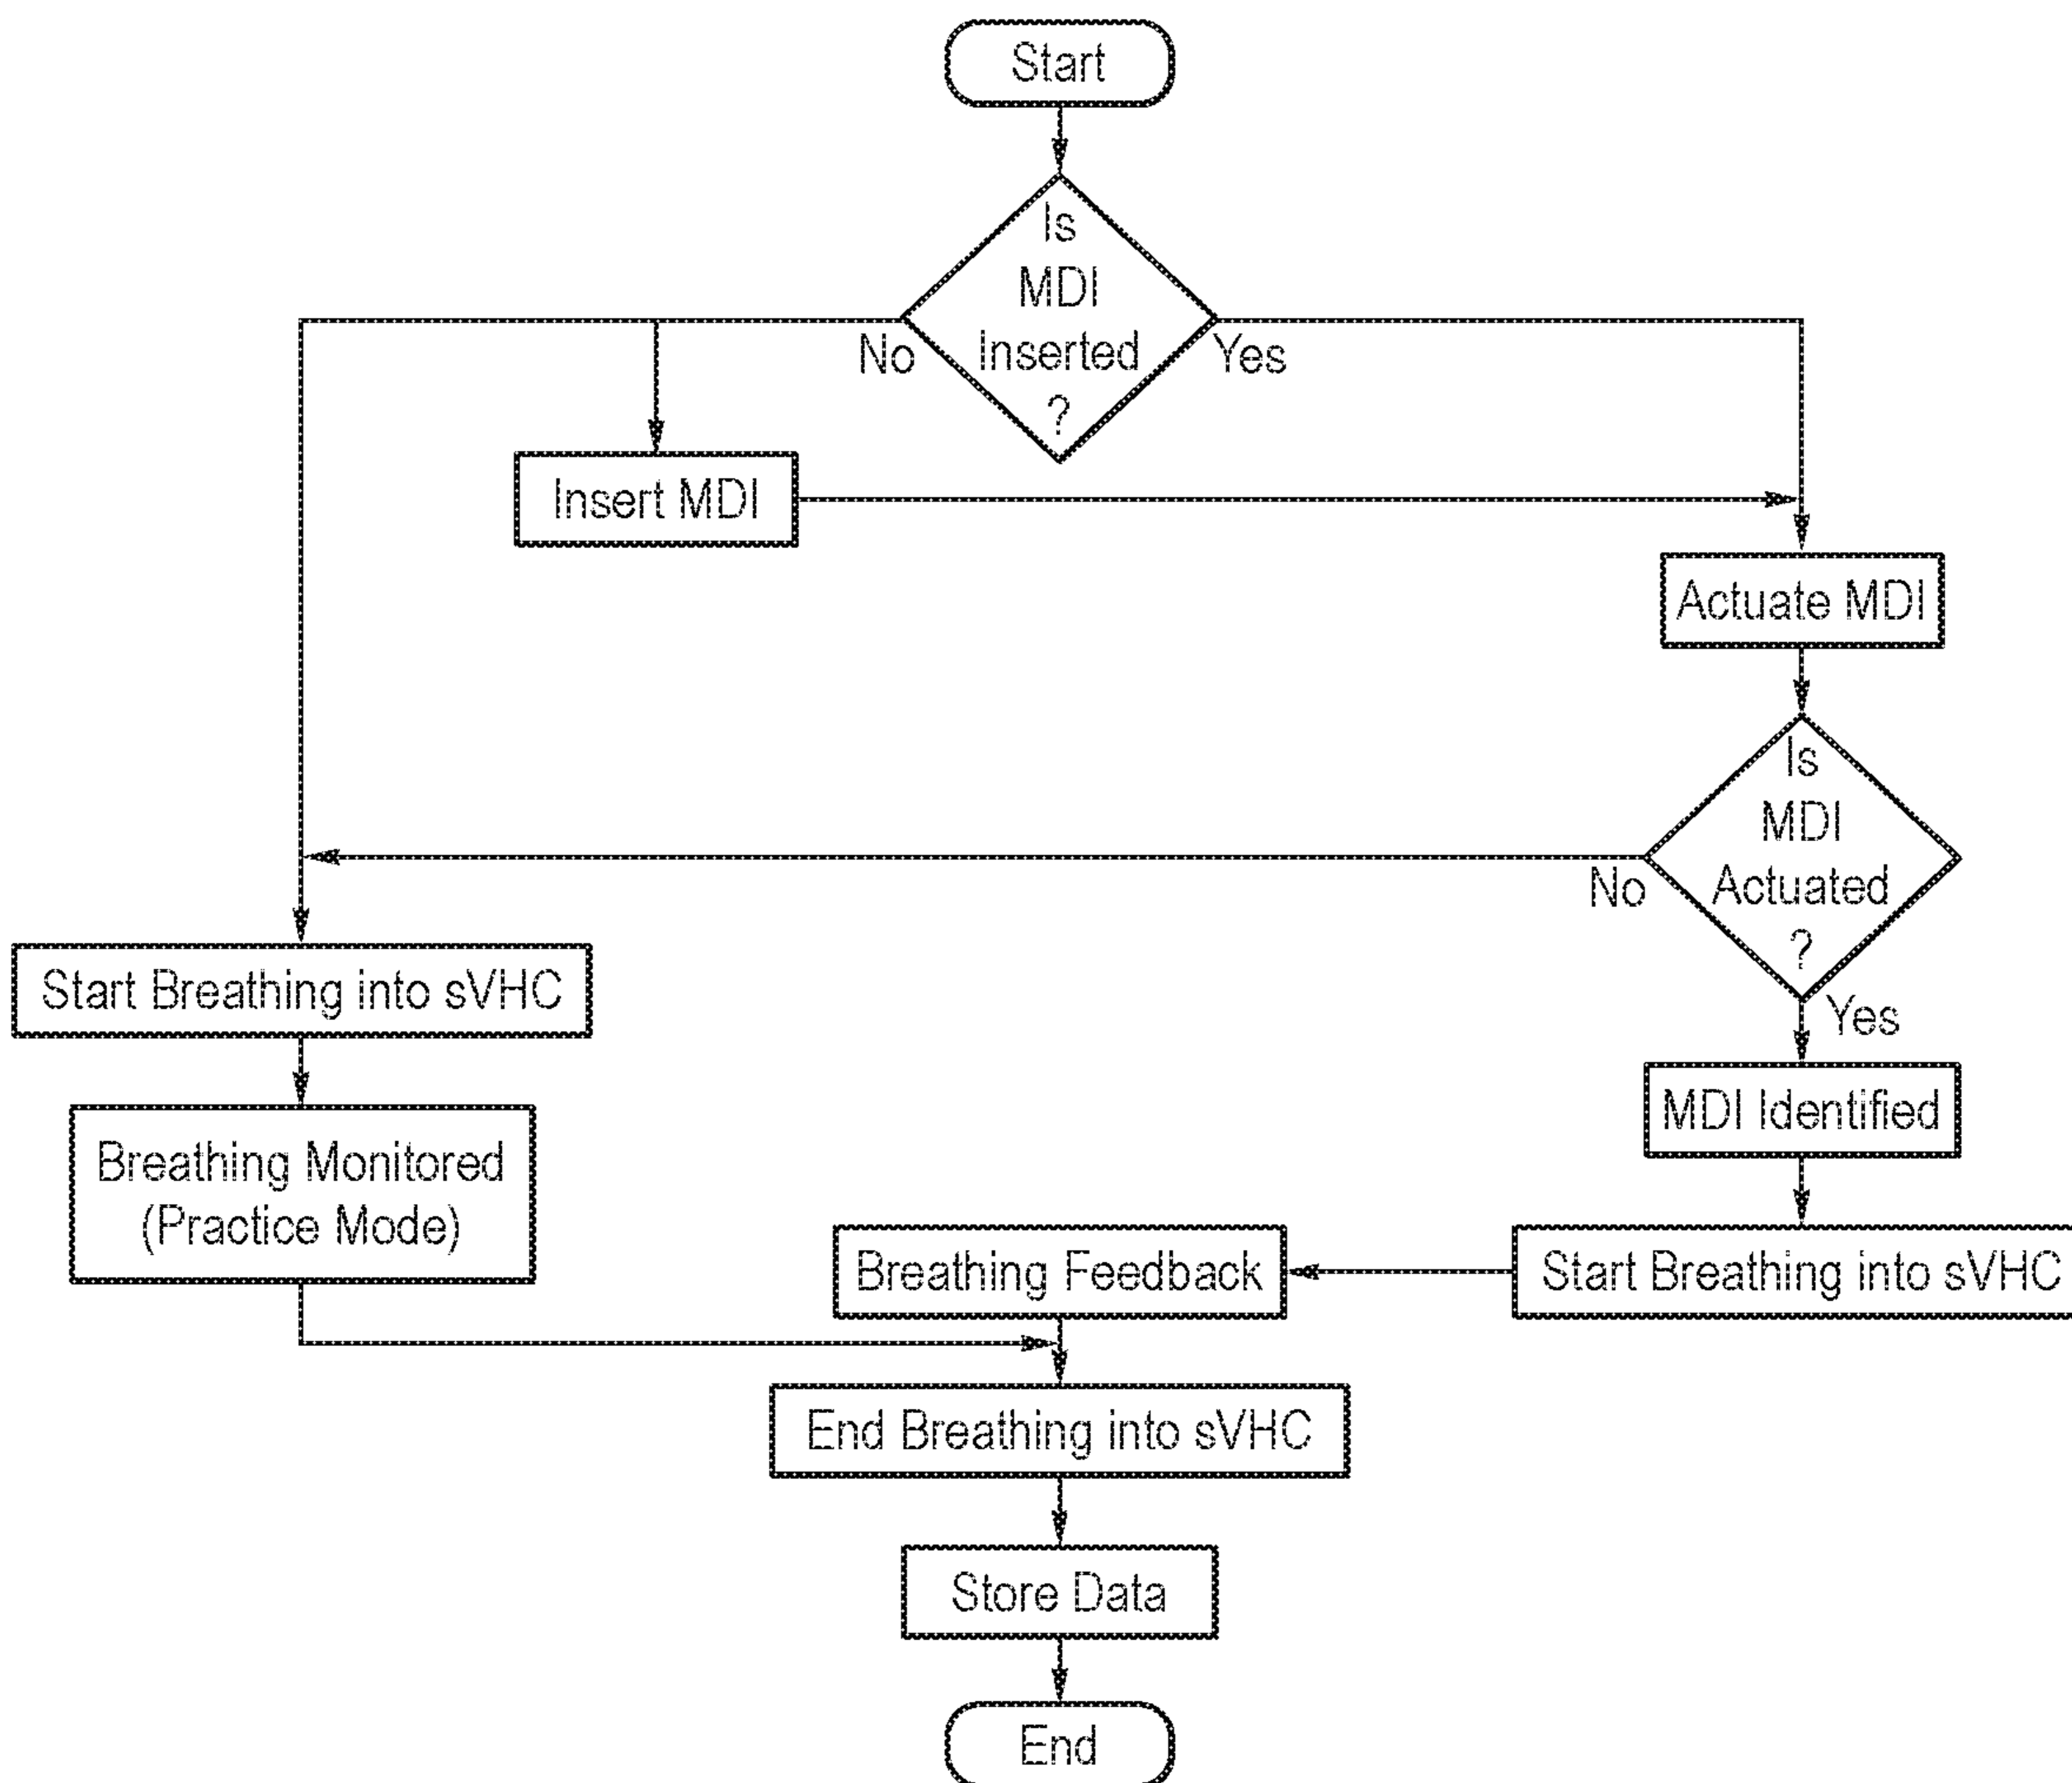 Start
Is
MDI
Inserted
?
No
Yes
Insert MDI
Actuate MDI
Is
MDI
Actuated
?
No
Yes
Start Breathing into sVHC
MDI Identified
Breathing Monitored
(Practice Mode)
Breathing Feedback
Start Breathing into sVHC
End Breathing into sVHC
Store Data
End